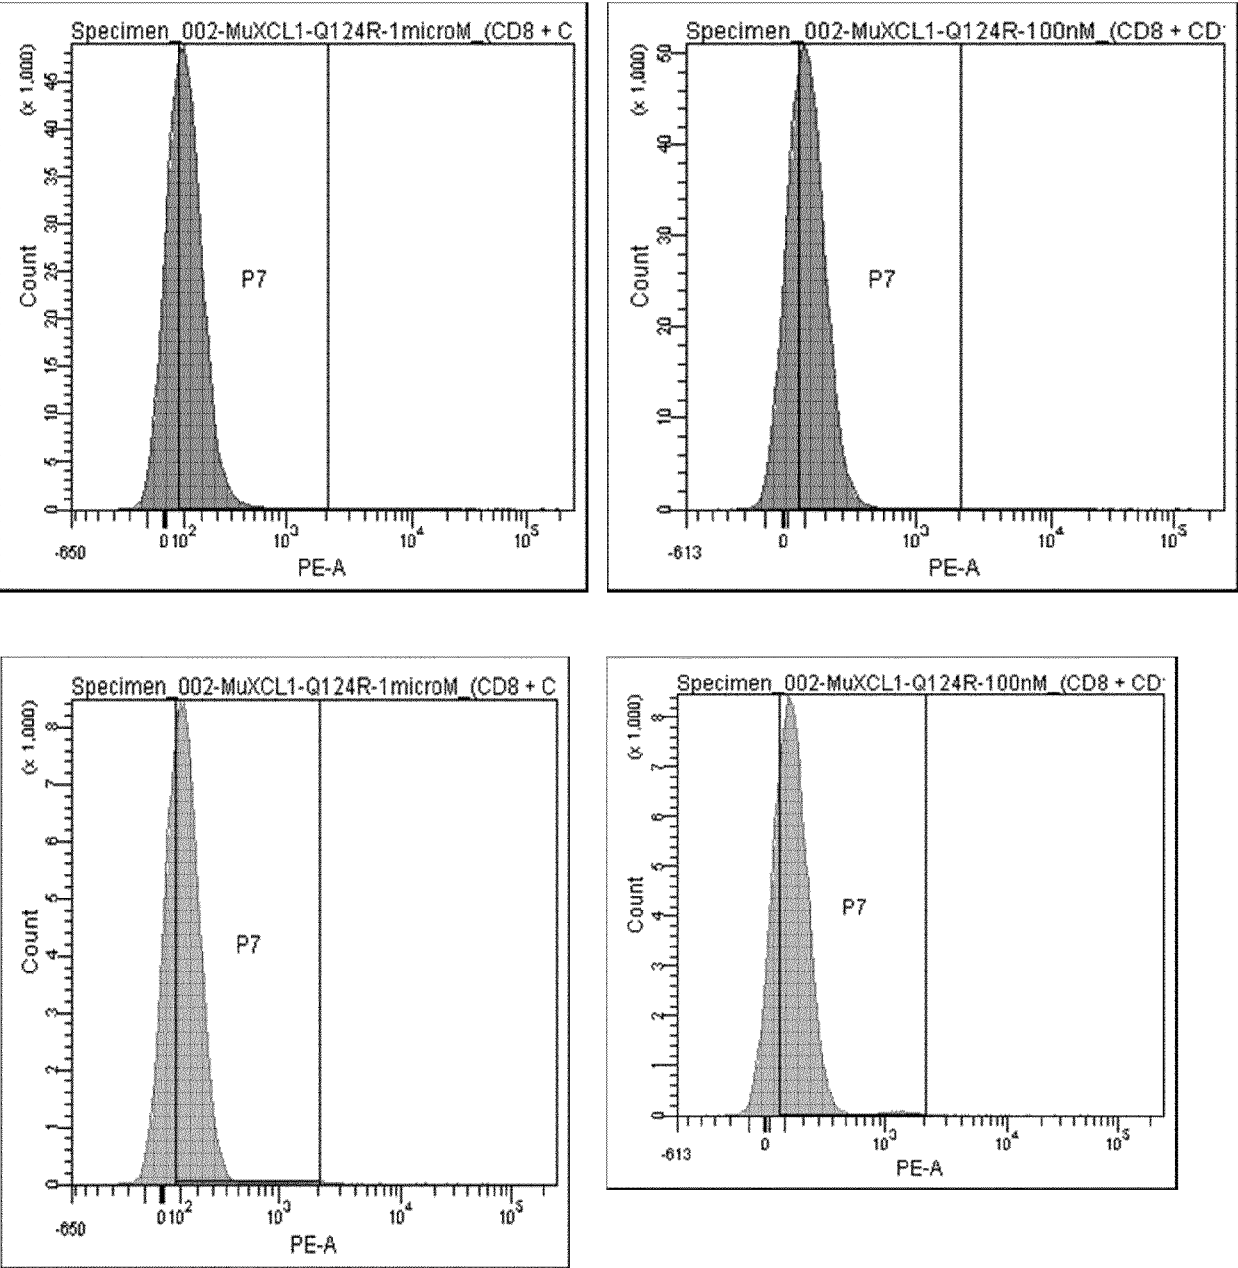 Specimen_002-MuXCL1-Q124R-1microM_(CD8 + C
(x 1,000)
45
40
35
30
25
20
15
10
5
0
Count
P7
-650
0 10²
10³
10⁴
10⁵
PE-A
Specimen_002-MuXCL1-Q124R-100nM_(CD8 + CD
(x 1,000)
50
40
30
20
10
0
Count
P7
-613
0
10³
10⁴
10⁵
PE-A
Specimen_002-MuXCL1-Q124R-1microM_(CD8 + C
(x 1,000)
8
7
6
5
4
3
2
1
0
Count
P7
-650
0 10²
10³
10⁴
10⁵
PE-A
Specimen_002-MuXCL1-Q124R-100nM_(CD8 + CD
(x 1,000)
8
7
6
5
4
3
2
1
0
Count
P7
-613
0
10³
10⁴
10⁵
PE-A